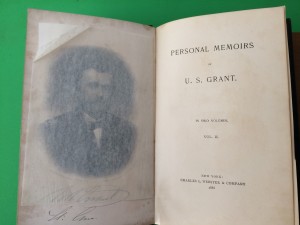 PERSONAL MEMOIRS
OF
U. S. GRANT.
IN TWO VOLUMES.
VOL. II.
NEW YORK:
CHARLES L. WEBSTER & COMPANY